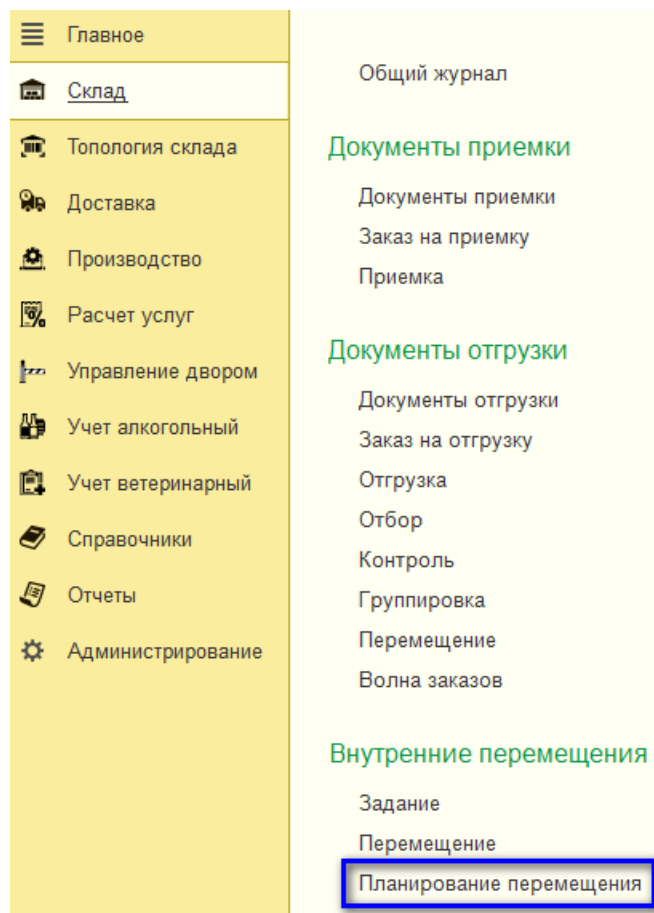 Главное
Склад
Топология склада
Доставка
Производство
Расчет услуг
Управление двором
Учет алкогольный
Учет ветеринарный
Справочники
Отчеты
Администрирование
Общий журнал
Документы приемки
Документы приемки
Заказ на приемку
Приемка
Документы отгрузки
Документы отгрузки
Заказ на отгрузку
Отгрузка
Отбор
Контроль
Группировка
Перемещение
Волна заказов
Внутренние перемещения
Задание
Перемещение
Планирование перемещения